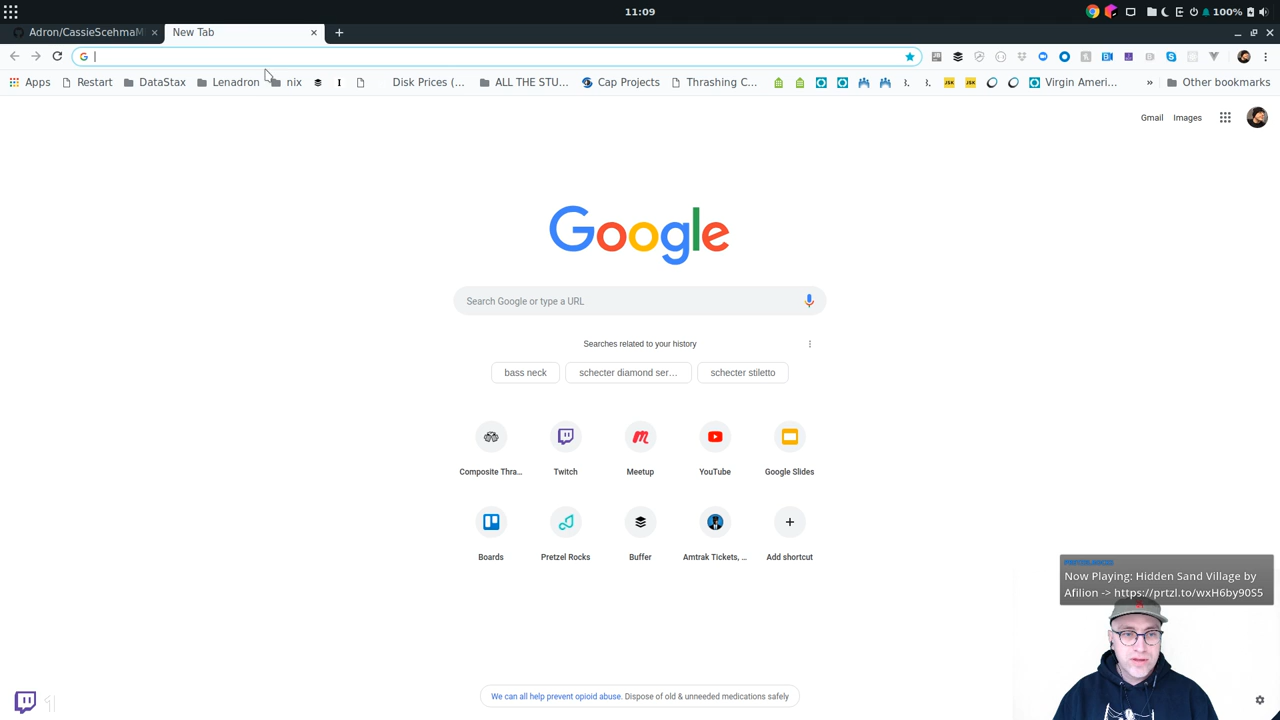 11:09
100%
Adron/CassieScehmaM
New Tab
Apps
Restart
DataStax
Lenadron
nix
Disk Prices (...
ALL THE STU...
Cap Projects
Thrashing C...
Virgin Ameri...
»
Other bookmarks
Gmail
Images
Google
Search Google or type a URL
Searches related to your history
bass neck
schecter diamond ser...
schecter stiletto
Composite Thra...
Twitch
Meetup
YouTube
Google Slides
Boards
Pretzel Rocks
Buffer
Amtrak Tickets, ...
Add shortcut
Now Playing: Hidden Sand Village by
Afilion -> https://prtzl.to/wxH6by90S5
We can all help prevent opioid abuse. Dispose of old & unneeded medications safely